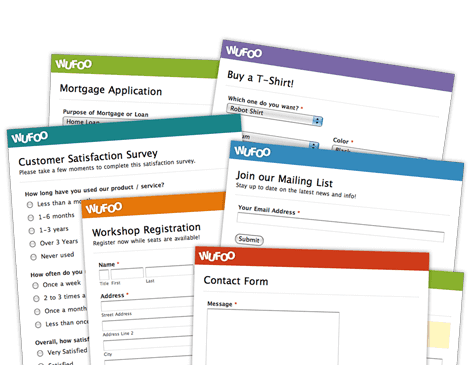 WUFOO
Mortgage Application
Purpose of Mortgage or Loan
Home Loan
WUFOO
Buy a T-Shirt!
Which one do you want? *
Robot Shirt
Color *
WUFOO
Customer Satisfaction Survey
Please take a few moments to complete this satisfaction survey.
How long have you used our product / service?
Less than a
1-6 months
1-3 years
Over 3 Years
Never used
How often do you
Once a week
2 to 3 times a
Once a month
Less than once
Overall, how satisfied
Very Satisfied
Satisfied
WUFOO
Join our Mailing List
Stay up to date on the latest news and info!
Your Email Address *
Submit
WUFOO
Workshop Registration
Register now while seats are available!
Name *
Title First Last
Address *
Street Address
Address Line 2
City
WUFOO
Contact Form
Message *